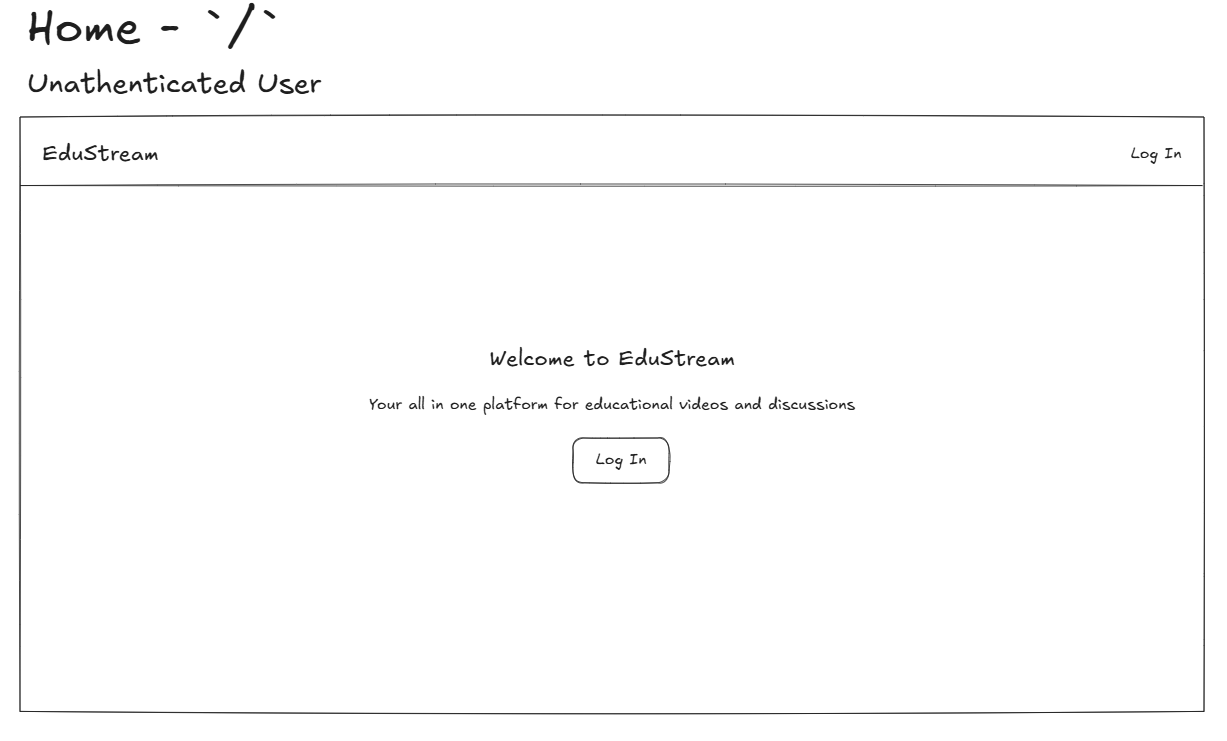 Home - `/`
Unathenticated User
EduStream
Log In
Welcome to EduStream
Your all in one platform for educational videos and discussions
Log In